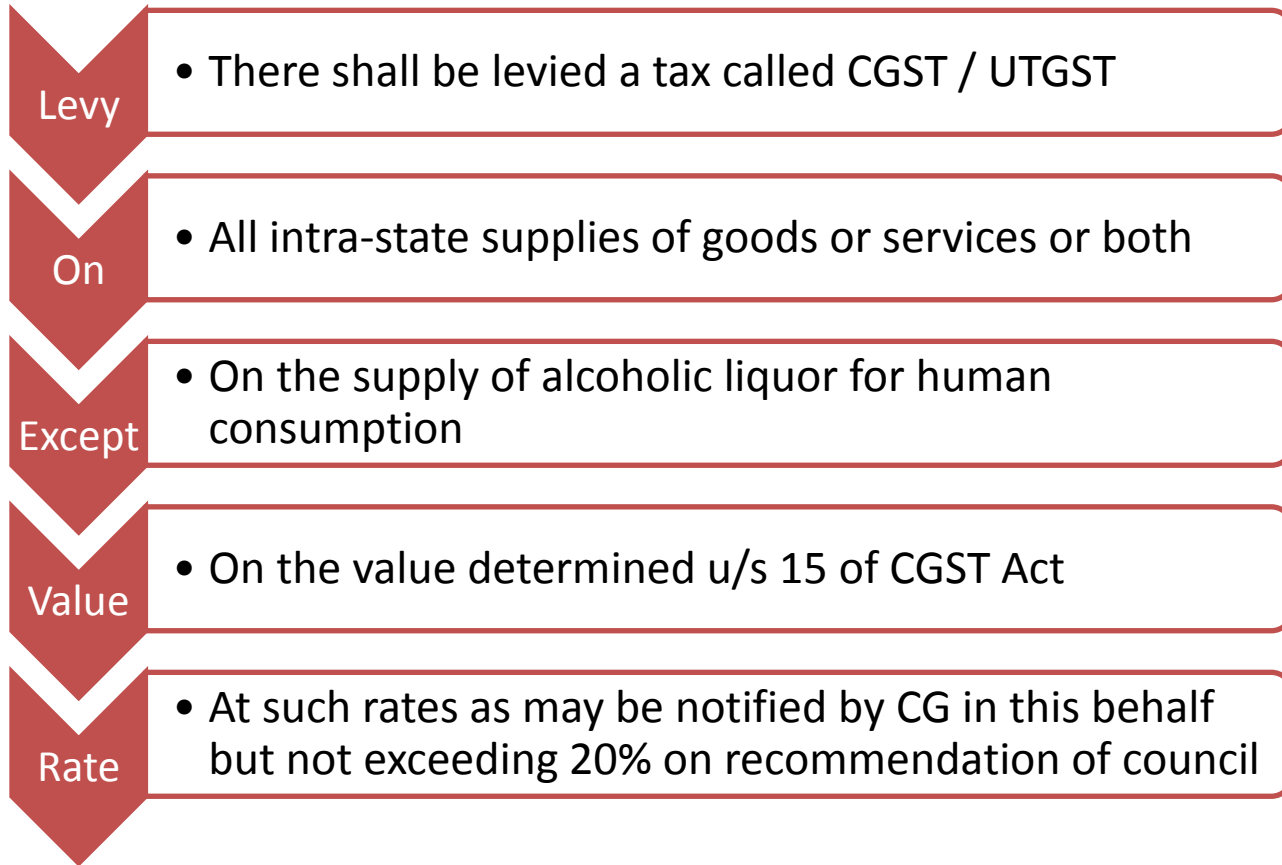 Levy
• There shall be levied a tax called CGST / UTGST
On
• All intra-state supplies of goods or services or both
Except
• On the supply of alcoholic liquor for human
consumption
Value
• On the value determined u/s 15 of CGST Act
Rate
• At such rates as may be notified by CG in this behalf
but not exceeding 20% on recommendation of council